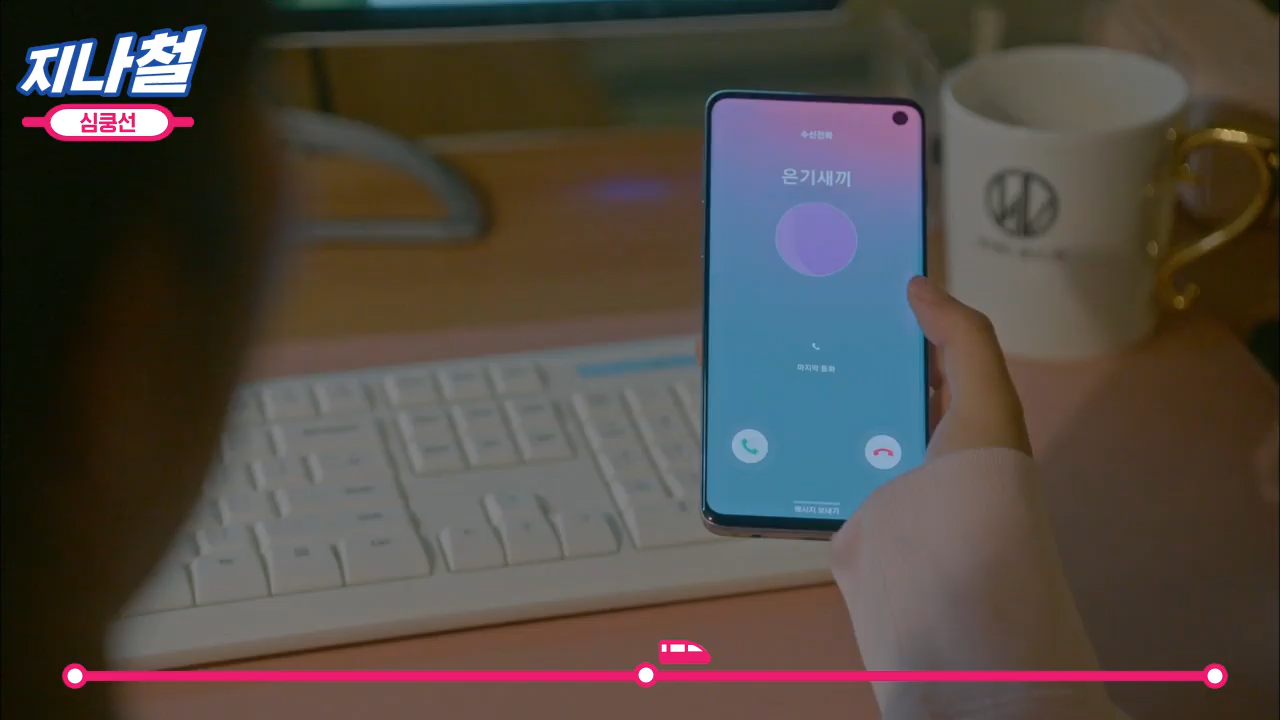 지나철
심쿵선
수신전화
은기새끼
마지막 통화
메시지 보내기